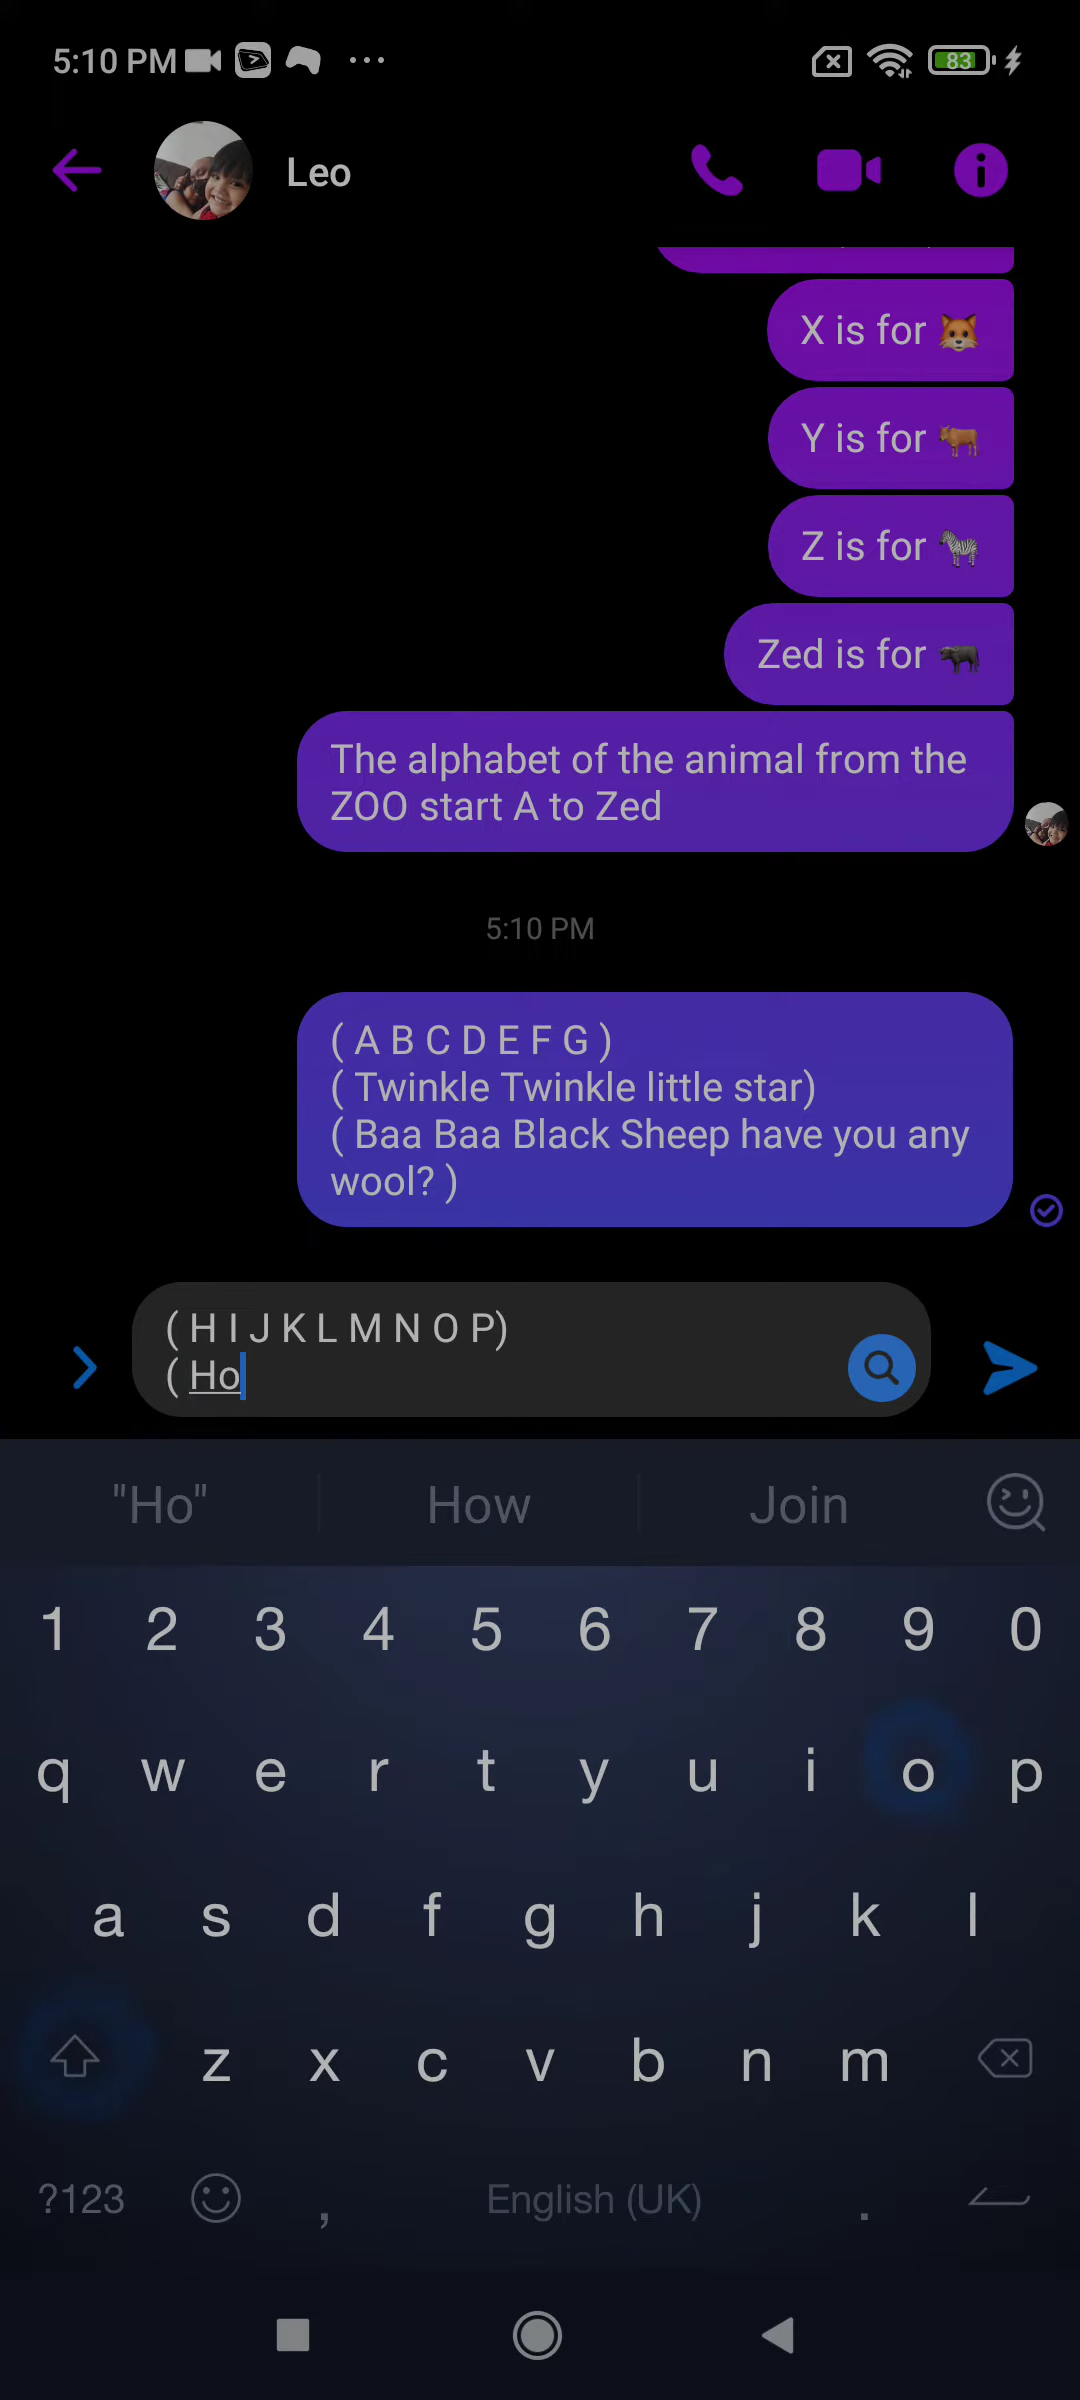 5:10 PM
83
Leo
X is for 🦊
Y is for 🐂
Z is for 🦓
Zed is for 🐃
The alphabet of the animal from the
ZOO start A to Zed
5:10 PM
( A B C D E F G )
( Twinkle Twinkle little star)
( Baa Baa Black Sheep have you any
wool? )
( H I J K L M N O P)
( Ho
"Ho" How Join
1 2 3 4 5 6 7 8 9 0
q w e r t y u i o p
a s d f g h j k l
z x c v b n m
?123 , English (UK) .